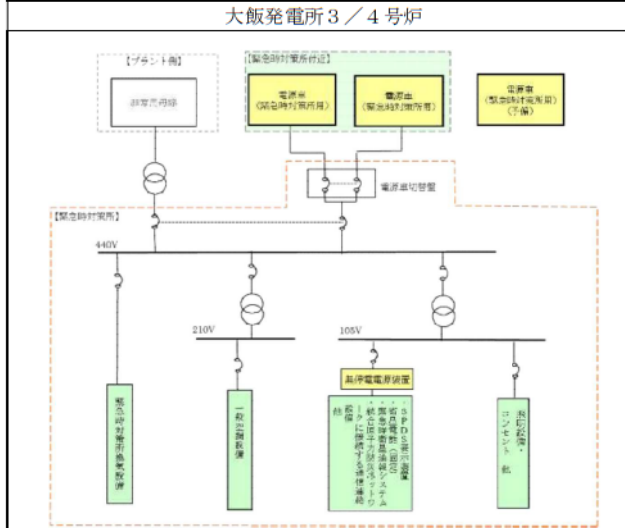 大飯発電所３／４号炉
【プラント側】
非常用母線
【緊急時対策所付近】
電源車
(緊急時対策所用)
電源車
(緊急時対策所用)
電源車
(緊急時対策所用)
(予備)
電源車切替盤
【緊急時対策所】
440V
210V
105V
無停電電源装置
緊急時対策所換気設備
一般空調設備
・ＳＰＤＳ表示装置
・衛星電話（固定）
・緊急時衛星通報システム
・統合原子力防災ネットワ
ークに接続する通信連絡
設備
他
照明設備・
コンセント 他